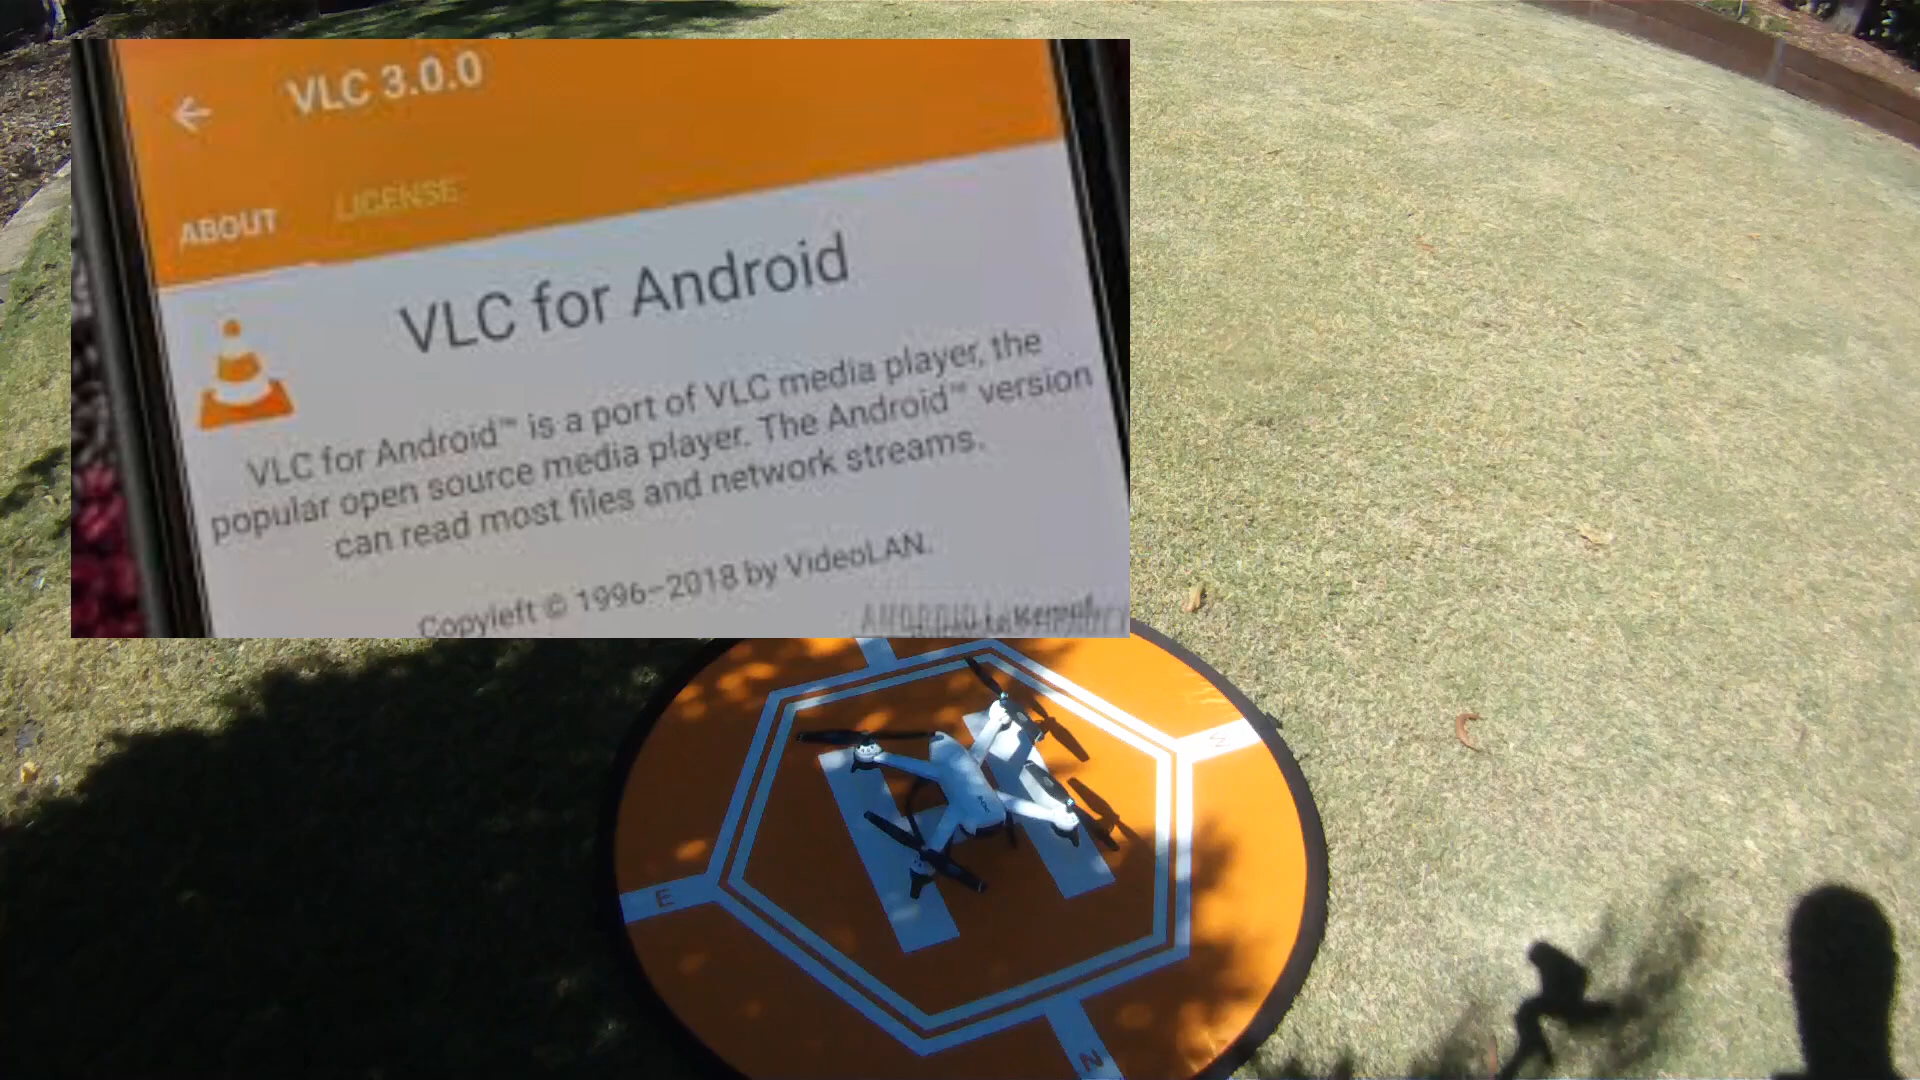 VLC 3.0.0
ABOUT
LICENSE
VLC for Android
VLC for Android™ is a port of VLC media player, the
popular open source media player. The Android™ version
can read most files and network streams.
Copyleft © 1996–2018 by VideoLAN.
ANDROID
W
E
N